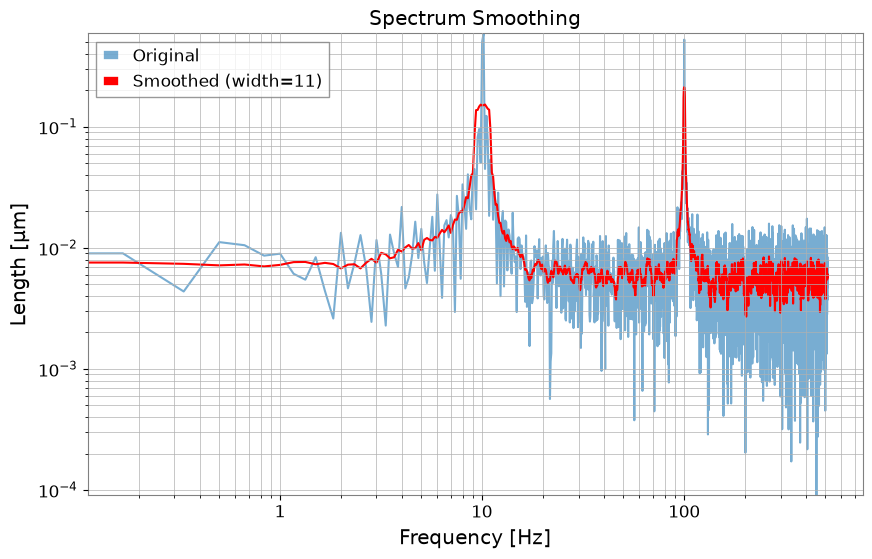 Spectrum Smoothing
Original
Smoothed (width=11)
Length [µm]
10⁻¹
10⁻²
10⁻³
10⁻⁴
1
10
100
Frequency [Hz]